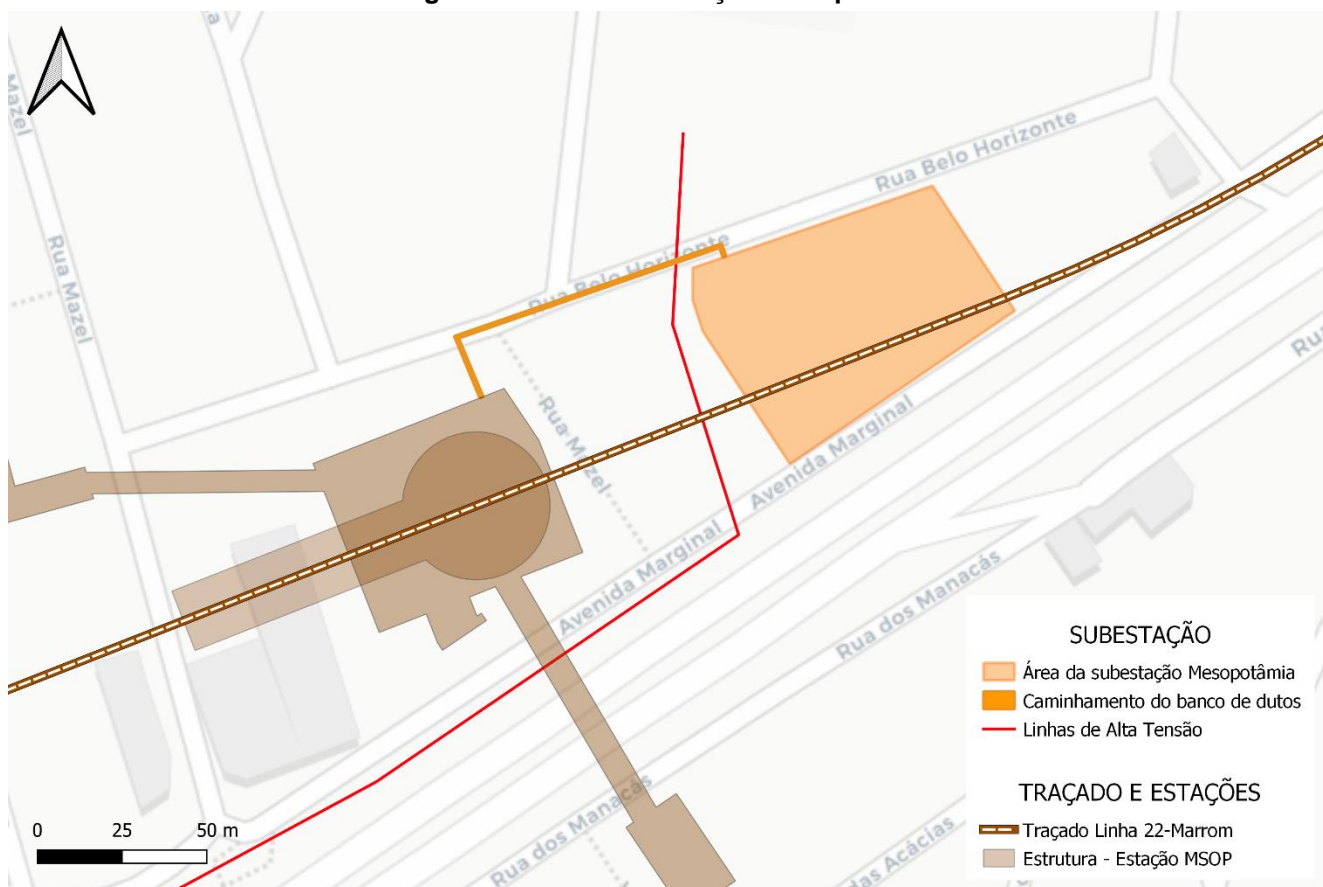 Mazel
Rua Mazel
Rua Belo Horizonte
Rua Belo Horizonte
Rua Mazel
Avenida Marginal
Avenida Marginal
Rua dos Manacás
Rua dos Manacás
Rua
das Acácias
0 25 50 m
SUBESTAÇÃO
Área da subestação Mesopotâmia
Caminhamento do banco de dutos
Linhas de Alta Tensão
TRAÇADO E ESTAÇÕES
Traçado Linha 22-Marrom
Estrutura - Estação MSOP